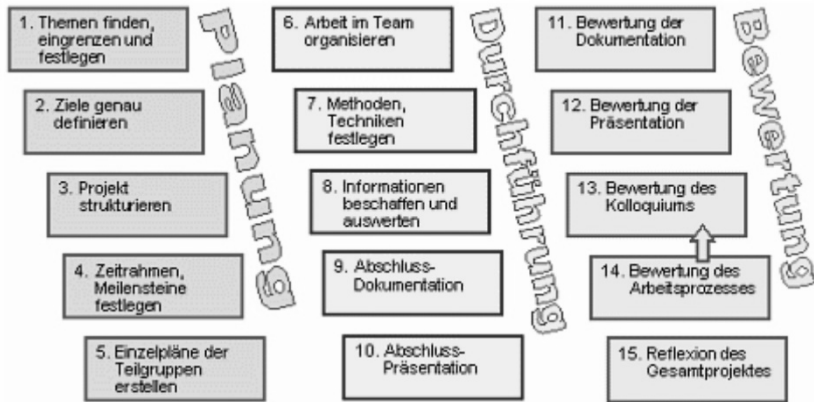 1. Themen finden,
eingrenzen und
festlegen
2. Ziele genau
definieren
3. Projekt
strukturieren
4. Zeitrahmen,
Meilensteine
festlegen
5. Einzelpläne der
Teilgruppen
erstellen
Planung
6. Arbeit im Team
organisieren
7. Methoden,
Techniken
festlegen
8. Informationen
beschaffen und
auswerten
9. Abschluss-
Dokumentation
10. Abschluss-
Präsentation
Durchführung
11. Bewertung der
Dokumentation
12. Bewertung der
Präsentation
13. Bewertung des
Kolloquiums
14. Bewertung des
Arbeitsprozesses
15. Reflexion des
Gesamtprojektes
Bewertung